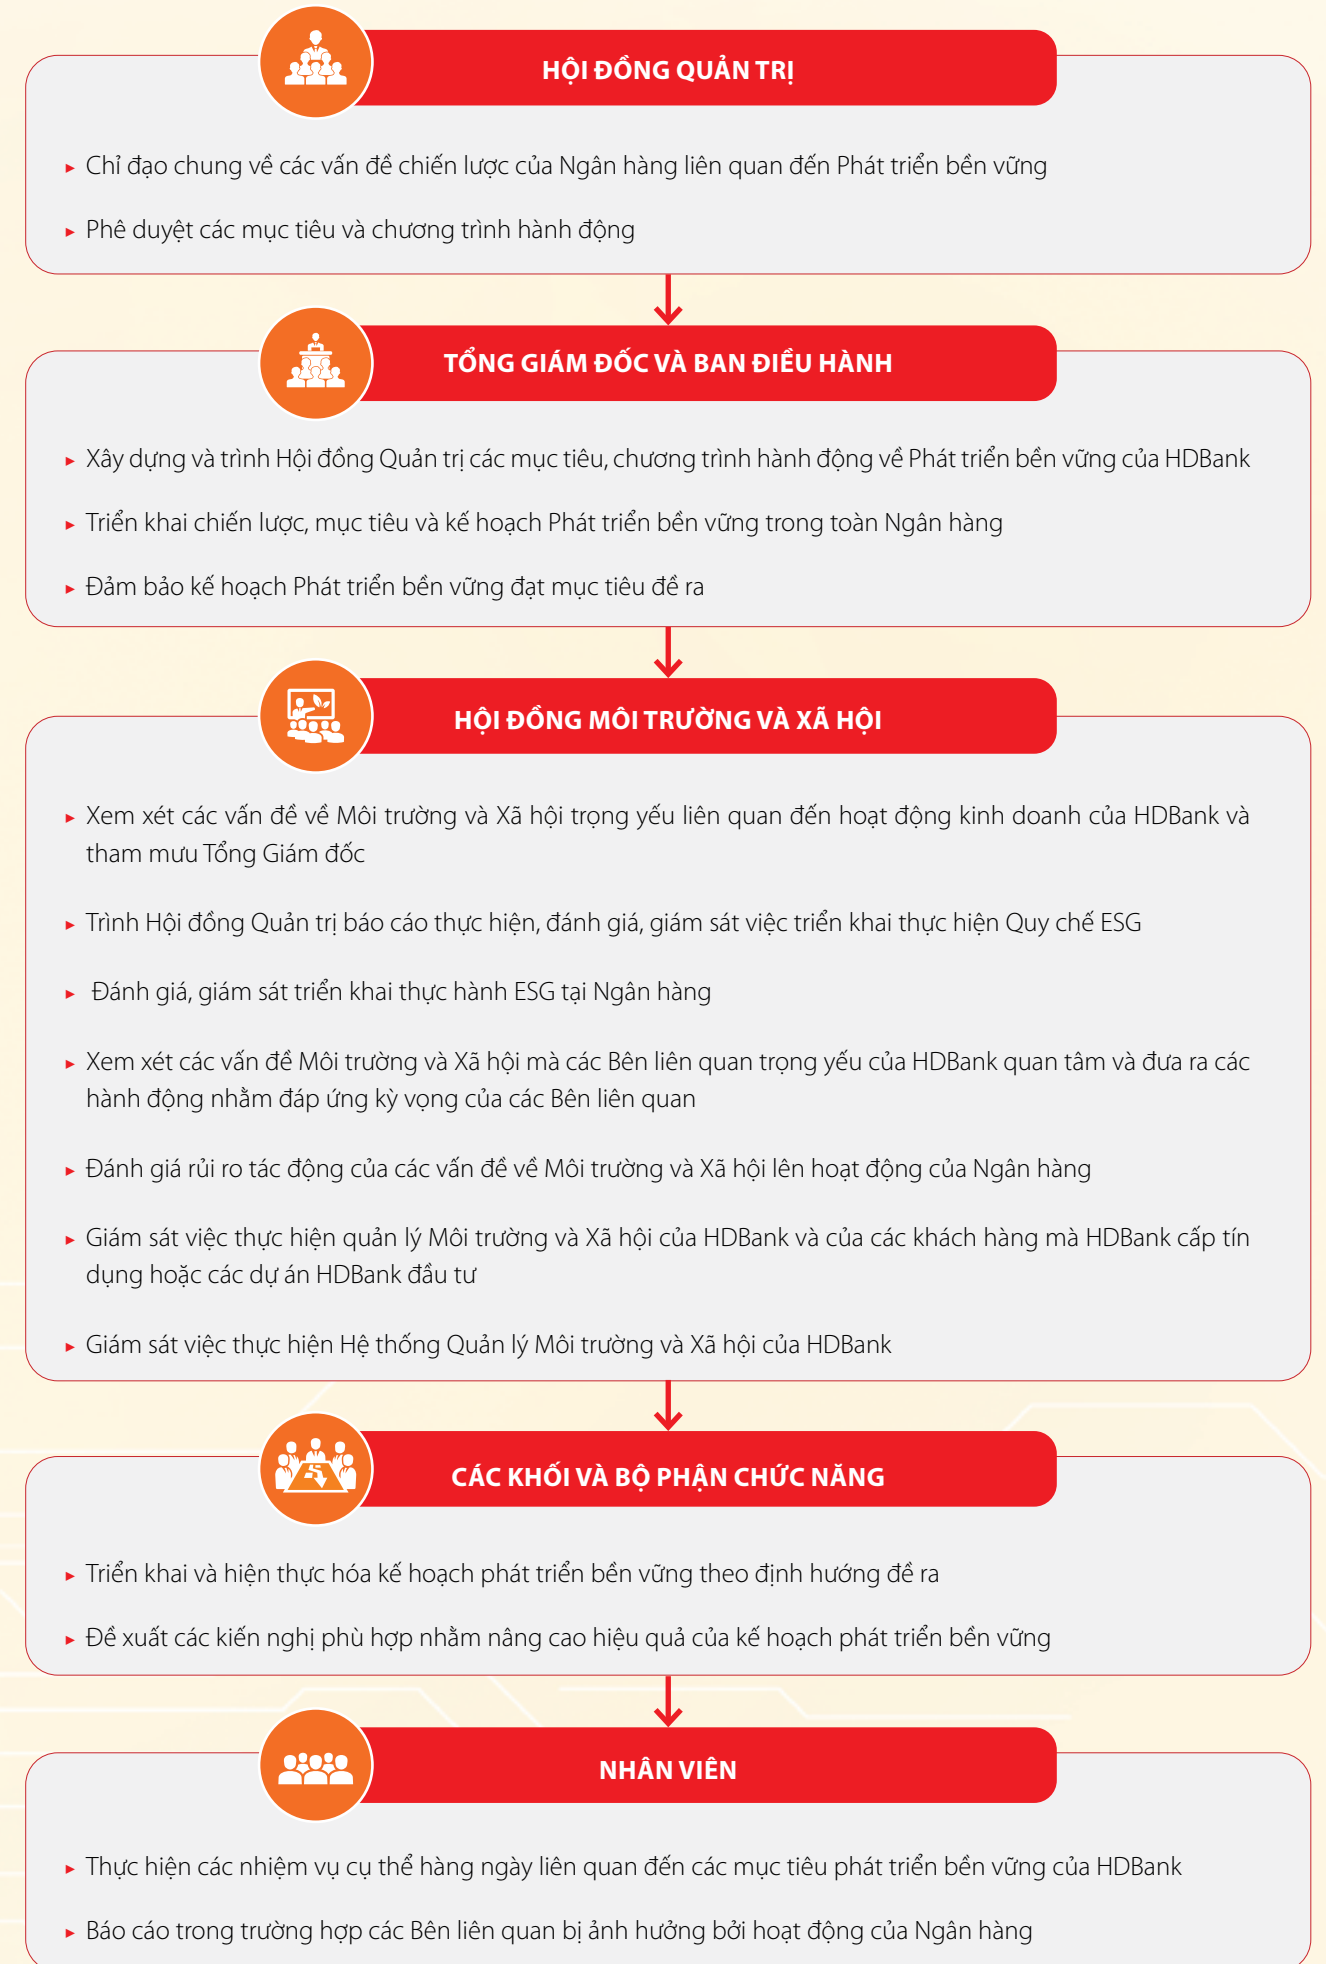 HỘI ĐỒNG QUẢN TRỊ
▸ Chỉ đạo chung về các vấn đề chiến lược của Ngân hàng liên quan đến Phát triển bền vững
▸ Phê duyệt các mục tiêu và chương trình hành động
TỔNG GIÁM ĐỐC VÀ BAN ĐIỀU HÀNH
▸ Xây dựng và trình Hội đồng Quản trị các mục tiêu, chương trình hành động về Phát triển bền vững của HDBank
▸ Triển khai chiến lược, mục tiêu và kế hoạch Phát triển bền vững trong toàn Ngân hàng
▸ Đảm bảo kế hoạch Phát triển bền vững đạt mục tiêu đề ra
HỘI ĐỒNG MÔI TRƯỜNG VÀ XÃ HỘI
▸ Xem xét các vấn đề về Môi trường và Xã hội trọng yếu liên quan đến hoạt động kinh doanh của HDBank và
tham mưu Tổng Giám đốc
▸ Trình Hội đồng Quản trị báo cáo thực hiện, đánh giá, giám sát việc triển khai thực hiện Quy chế ESG
▸ Đánh giá, giám sát triển khai thực hành ESG tại Ngân hàng
▸ Xem xét các vấn đề Môi trường và Xã hội mà các Bên liên quan trọng yếu của HDBank quan tâm và đưa ra các
hành động nhằm đáp ứng kỳ vọng của các Bên liên quan
▸ Đánh giá rủi ro tác động của các vấn đề về Môi trường và Xã hội lên hoạt động của Ngân hàng
▸ Giám sát việc thực hiện quản lý Môi trường và Xã hội của HDBank và của các khách hàng mà HDBank cấp tín
dụng hoặc các dự án HDBank đầu tư
▸ Giám sát việc thực hiện Hệ thống Quản lý Môi trường và Xã hội của HDBank
CÁC KHỐI VÀ BỘ PHẬN CHỨC NĂNG
▸ Triển khai và hiện thực hóa kế hoạch phát triển bền vững theo định hướng đề ra
▸ Đề xuất các kiến nghị phù hợp nhằm nâng cao hiệu quả của kế hoạch phát triển bền vững
NHÂN VIÊN
▸ Thực hiện các nhiệm vụ cụ thể hàng ngày liên quan đến các mục tiêu phát triển bền vững của HDBank
▸ Báo cáo trong trường hợp các Bên liên quan bị ảnh hưởng bởi hoạt động của Ngân hàng